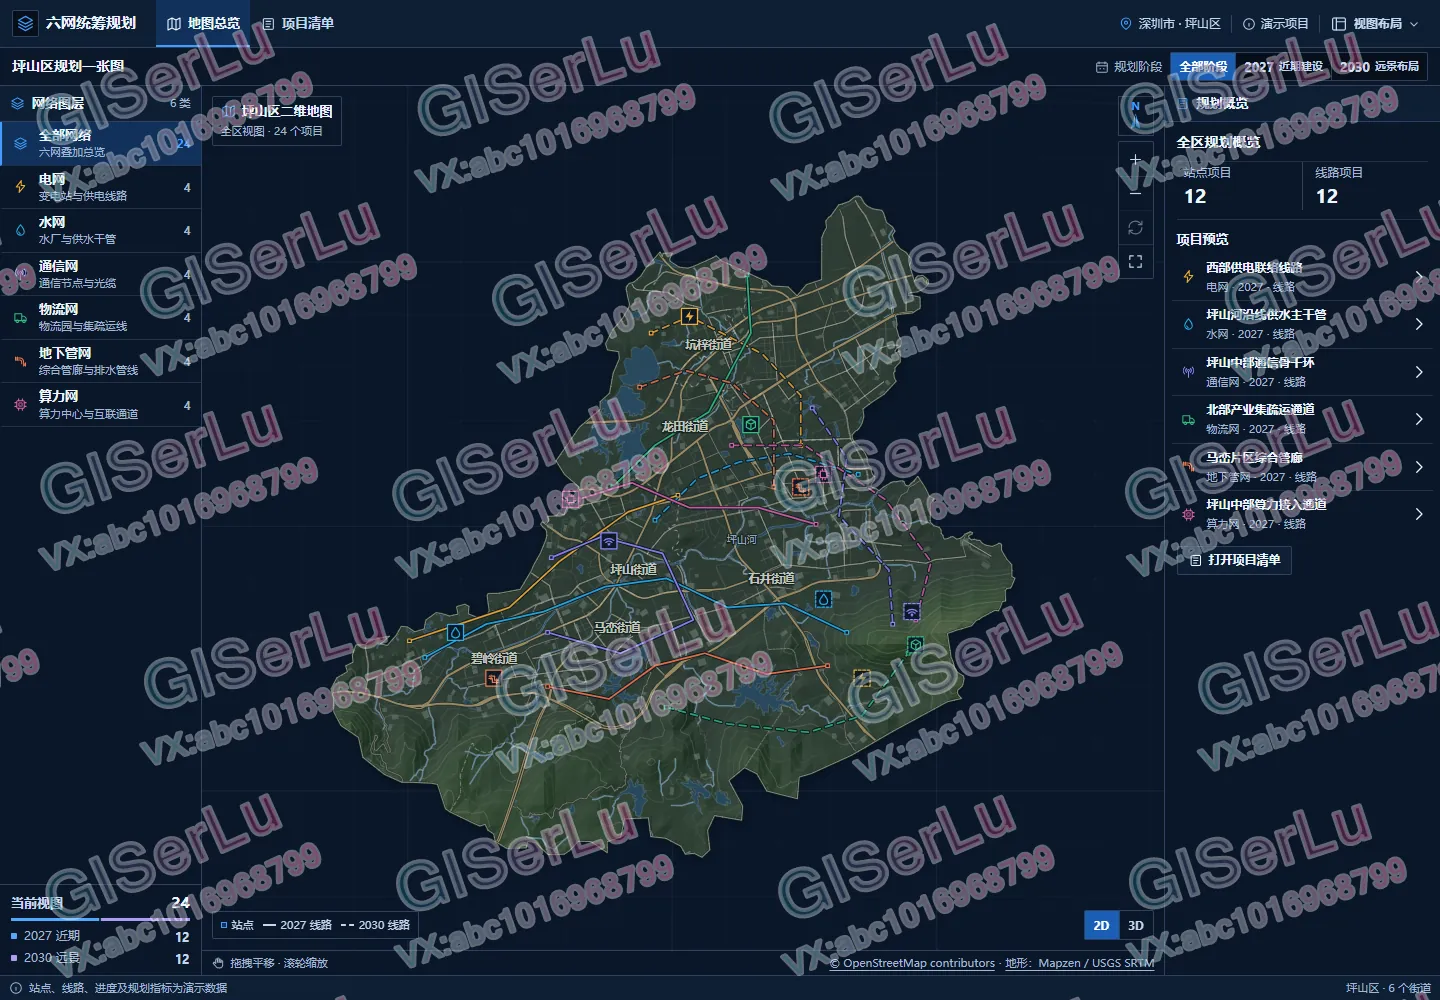 六网统筹规划
地图总览
项目清单
深圳市 · 坪山区
演示项目
视图布局
坪山区规划一张图
规划阶段
全部阶段
2027 近期建设
2030 远景布局
网络图层
6 类
全部网络
24
六网叠加总览
电网
4
变电站与供电线路
水网
4
水厂与供水干管
通信网
4
通信节点与光缆
物流网
4
物流园与集疏运线
地下管网
4
综合管廊与排水管线
算力网
4
算力中心与互联通道
当前视图
24
2027 近期
12
2030 远景
12
坪山区二维地图
全区视图 · 24 个项目
N
坑梓街道
龙田街道
坪山河
坪山街道
石井街道
马峦街道
碧岭街道
站点
2027 线路
2030 线路
2D
3D
拖拽平移 · 滚轮缩放
© OpenStreetMap contributors · 地形：Mapzen / USGS SRTM
规划概览
全区规划概览
站点项目
线路项目
12
12
项目预览
西部供电联络线路
电网 · 2027 · 线路
坪山河沿线供水主干管
水网 · 2027 · 线路
坪山中部通信骨干环
通信网 · 2027 · 线路
北部产业集疏运通道
物流网 · 2027 · 线路
马峦片区综合管廊
地下管网 · 2027 · 线路
坪山中部算力接入通道
算力网 · 2027 · 线路
打开项目清单
站点、线路、进度及规划指标为演示数据
坪山区 · 6 个街道
GISerLu
VX:abc1016968799